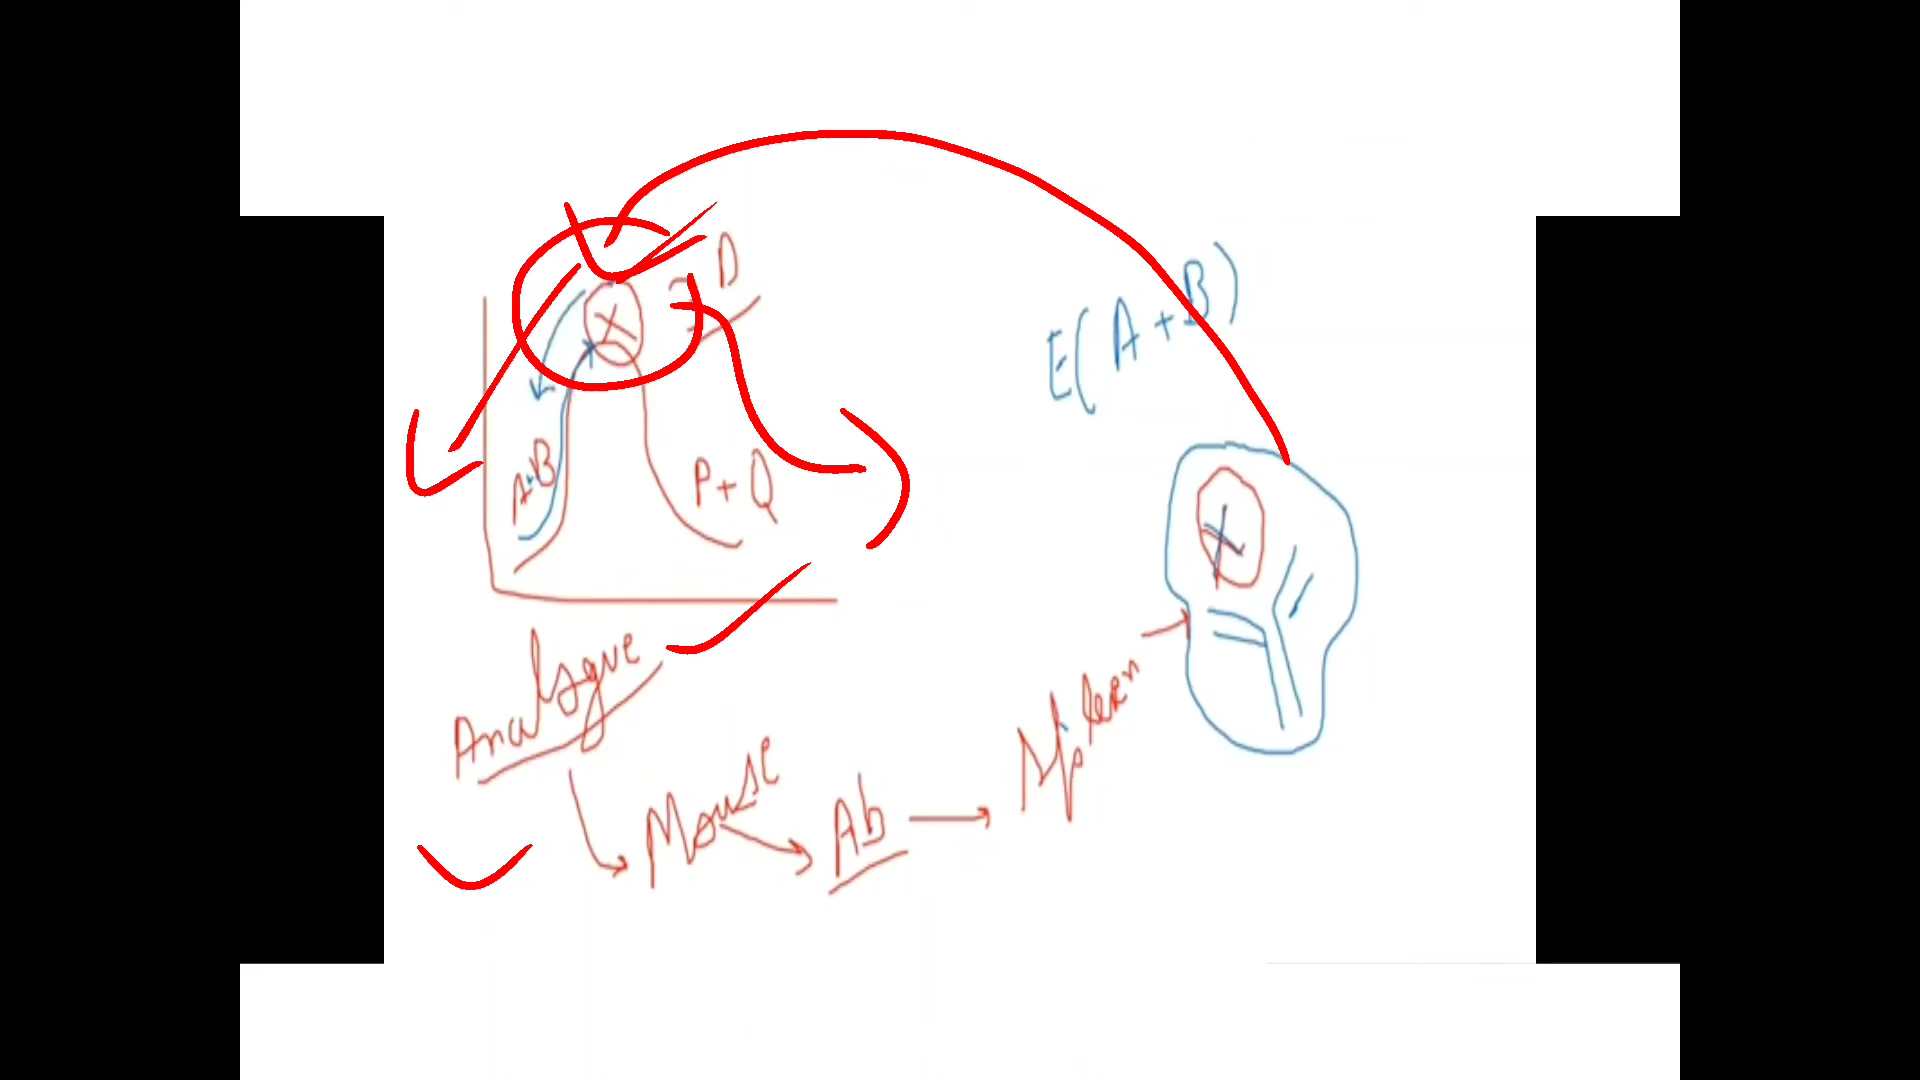 D
E(A+B)
X
A+B
P+Q
X
Analogue
Mouse
Ab
Spleen